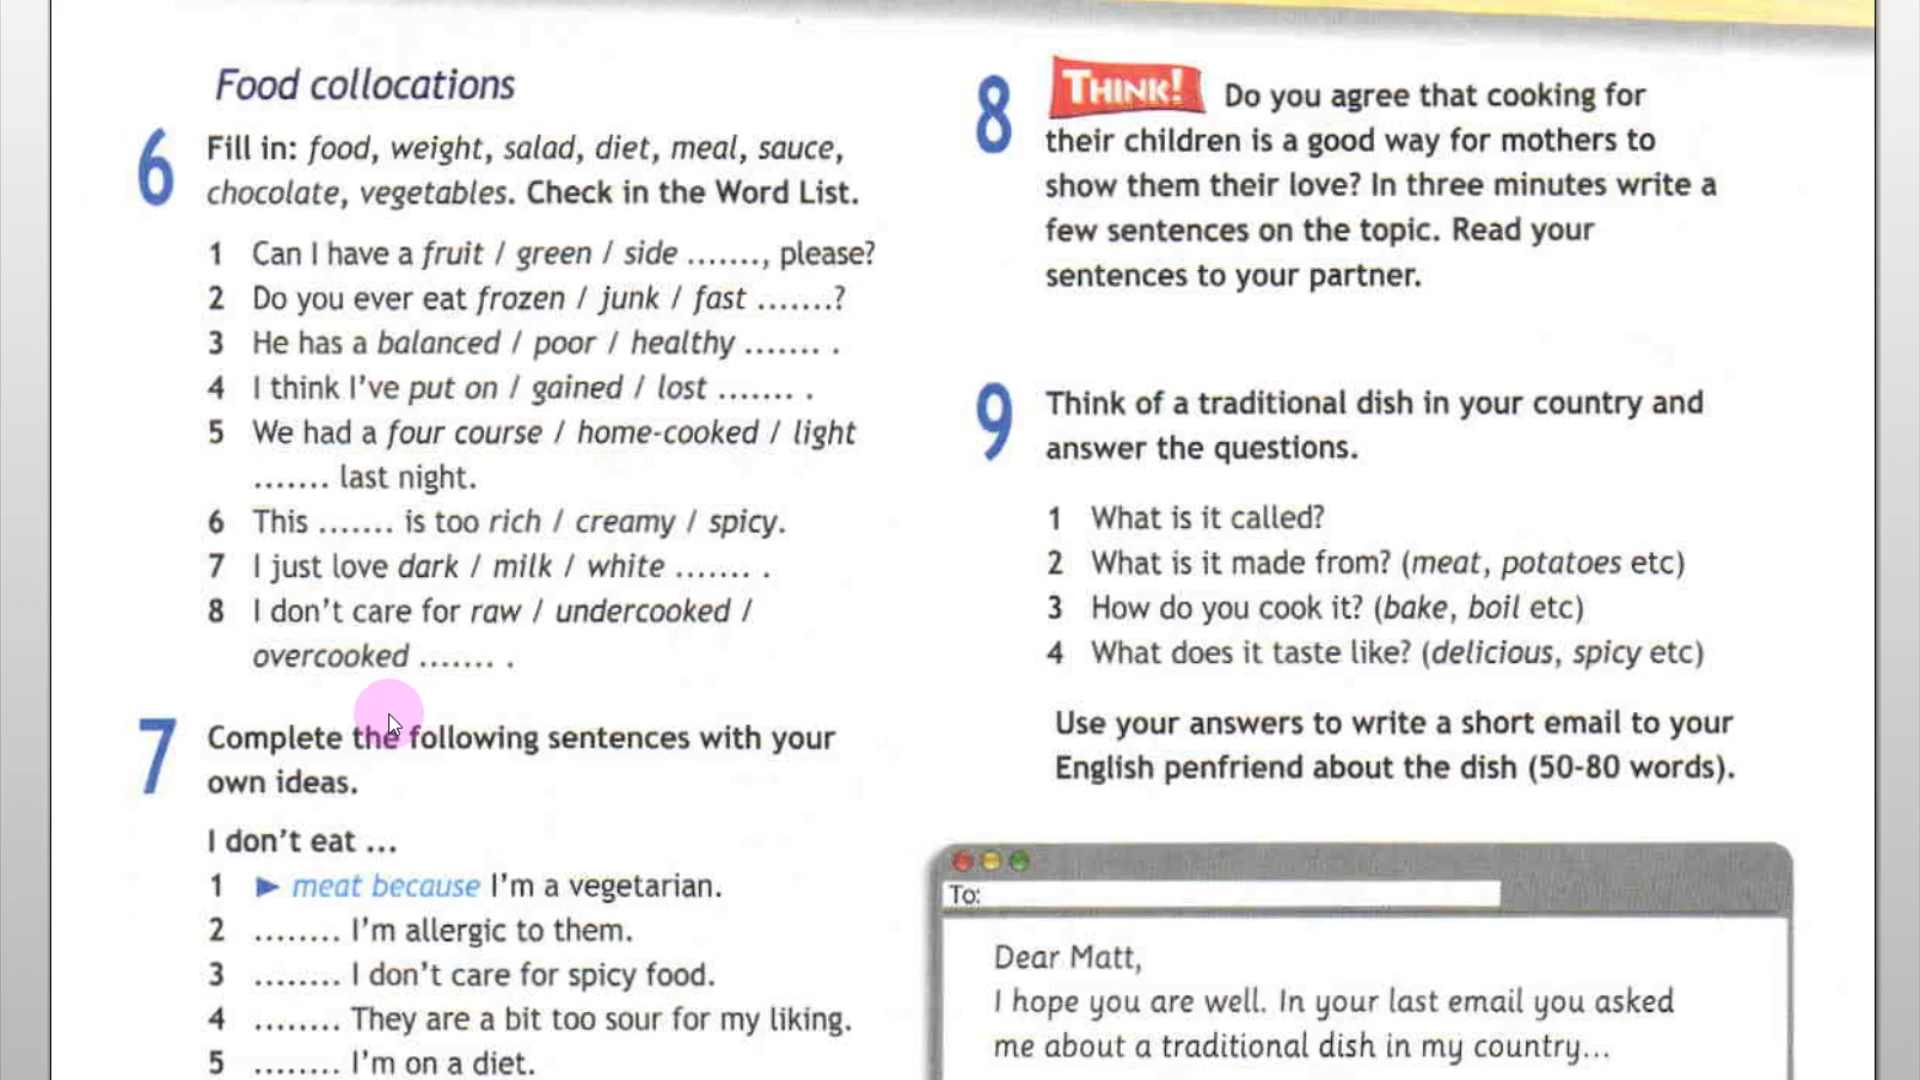 Food collocations
6 Fill in: food, weight, salad, diet, meal, sauce,
chocolate, vegetables. Check in the Word List.
1 Can I have a fruit / green / side ......., please?
2 Do you ever eat frozen / junk / fast .......?
3 He has a balanced / poor / healthy ....... .
4 I think I've put on / gained / lost ....... .
5 We had a four course / home-cooked / light
....... last night.
6 This ....... is too rich / creamy / spicy.
7 I just love dark / milk / white ....... .
8 I don't care for raw / undercooked /
overcooked ....... .
7 Complete the following sentences with your
own ideas.
I don't eat ...
1 ► meat because I'm a vegetarian.
2 ........ I'm allergic to them.
3 ........ I don't care for spicy food.
4 ........ They are a bit too sour for my liking.
5 ........ I'm on a diet.
8 THINK! Do you agree that cooking for
their children is a good way for mothers to
show them their love? In three minutes write a
few sentences on the topic. Read your
sentences to your partner.
9 Think of a traditional dish in your country and
answer the questions.
1 What is it called?
2 What is it made from? (meat, potatoes etc)
3 How do you cook it? (bake, boil etc)
4 What does it taste like? (delicious, spicy etc)
Use your answers to write a short email to your
English penfriend about the dish (50-80 words).
To:
Dear Matt,
I hope you are well. In your last email you asked
me about a traditional dish in my country...